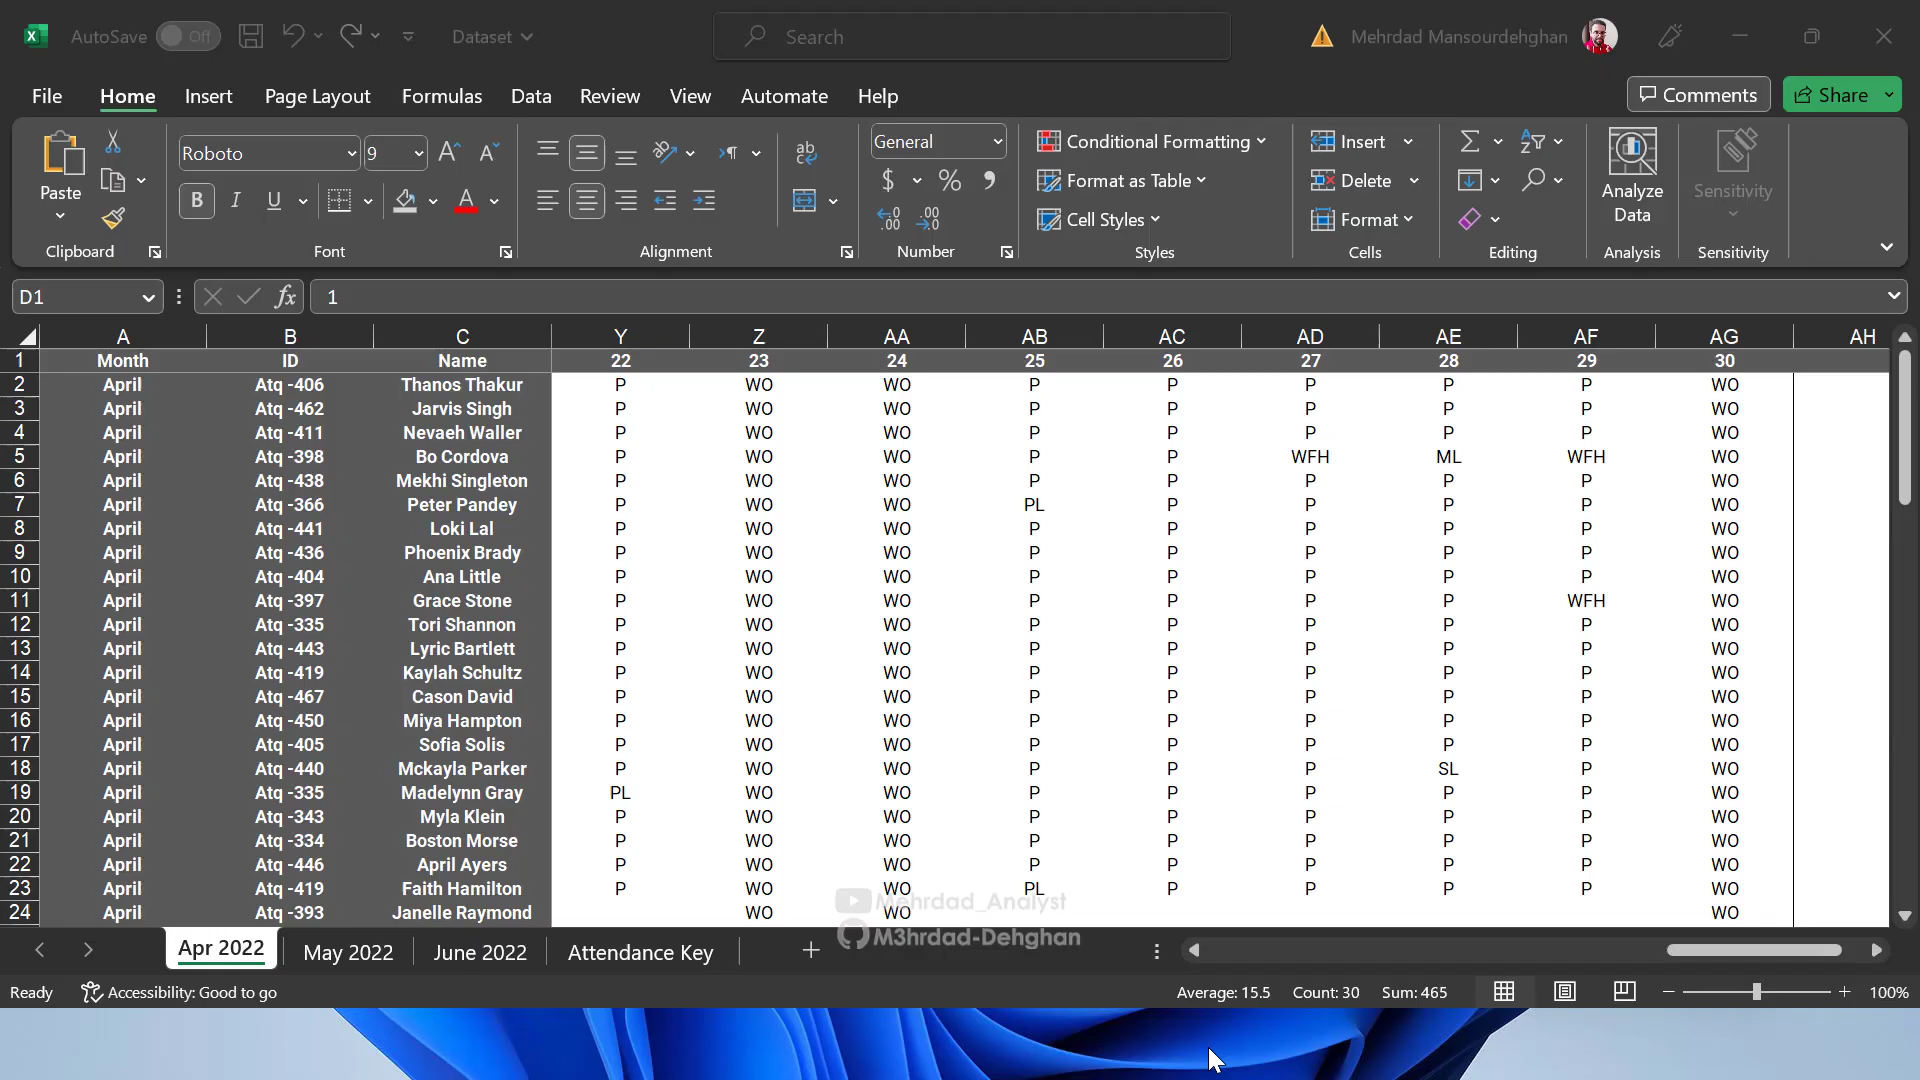 AutoSave Off Dataset Search Mehrdad Mansourdehghan
File Home Insert Page Layout Formulas Data Review View Automate Help Comments Share
Paste Roboto 9 General Conditional Formatting Insert Analyze Data Sensitivity
B I U A $ % Format as Table Delete
Cell Styles Format
Clipboard Font Alignment Number Styles Cells Editing Analysis Sensitivity
D1 fx 1
A B C Y Z AA AB AC AD AE AF AG AH
1 Month ID Name 22 23 24 25 26 27 28 29 30
2 April Atq -406 Thanos Thakur P WO WO P P P P P WO
3 April Atq -462 Jarvis Singh P WO WO P P P P P WO
4 April Atq -411 Nevaeh Waller P WO WO P P P P P WO
5 April Atq -398 Bo Cordova P WO WO P P WFH ML WFH WO
6 April Atq -438 Mekhi Singleton P WO WO P P P P P WO
7 April Atq -366 Peter Pandey P WO WO PL P P P P WO
8 April Atq -441 Loki Lal P WO WO P P P P P WO
9 April Atq -436 Phoenix Brady P WO WO P P P P P WO
10 April Atq -404 Ana Little P WO WO P P P P P WO
11 April Atq -397 Grace Stone P WO WO P P P P WFH WO
12 April Atq -335 Tori Shannon P WO WO P P P P P WO
13 April Atq -443 Lyric Bartlett P WO WO P P P P P WO
14 April Atq -419 Kaylah Schultz P WO WO P P P P P WO
15 April Atq -467 Cason David P WO WO P P P P P WO
16 April Atq -450 Miya Hampton P WO WO P P P P P WO
17 April Atq -405 Sofia Solis P WO WO P P P P P WO
18 April Atq -440 Mckayla Parker P WO WO P P P SL P WO
19 April Atq -335 Madelynn Gray PL WO WO P P P P P WO
20 April Atq -343 Myla Klein P WO WO P P P P P WO
21 April Atq -334 Boston Morse P WO WO P P P P P WO
22 April Atq -446 April Ayers P WO WO P P P P P WO
23 April Atq -419 Faith Hamilton P WO WO PL P P P P WO
24 April Atq -393 Janelle Raymond WO WO WO
Mehrdad_Analyst
M3hrdad-Dehghan
Apr 2022 May 2022 June 2022 Attendance Key
Ready Accessibility: Good to go Average: 15.5 Count: 30 Sum: 465 100%